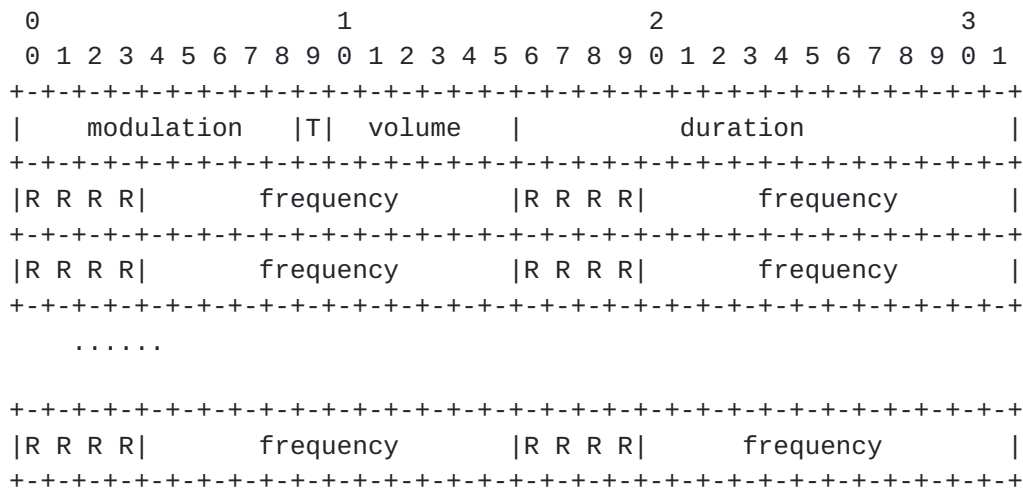 0                   1                   2                   3
 0 1 2 3 4 5 6 7 8 9 0 1 2 3 4 5 6 7 8 9 0 1 2 3 4 5 6 7 8 9 0 1
+-+-+-+-+-+-+-+-+-+-+-+-+-+-+-+-+-+-+-+-+-+-+-+-+-+-+-+-+-+-+-+-+
|    modulation   |T|  volume   |          duration             |
+-+-+-+-+-+-+-+-+-+-+-+-+-+-+-+-+-+-+-+-+-+-+-+-+-+-+-+-+-+-+-+-+
|R R R R|       frequency       |R R R R|       frequency       |
+-+-+-+-+-+-+-+-+-+-+-+-+-+-+-+-+-+-+-+-+-+-+-+-+-+-+-+-+-+-+-+-+
|R R R R|       frequency       |R R R R|       frequency       |
+-+-+-+-+-+-+-+-+-+-+-+-+-+-+-+-+-+-+-+-+-+-+-+-+-+-+-+-+-+-+-+-+
    ......

+-+-+-+-+-+-+-+-+-+-+-+-+-+-+-+-+-+-+-+-+-+-+-+-+-+-+-+-+-+-+-+-+
|R R R R|       frequency       |R R R R|      frequency        |
+-+-+-+-+-+-+-+-+-+-+-+-+-+-+-+-+-+-+-+-+-+-+-+-+-+-+-+-+-+-+-+-+